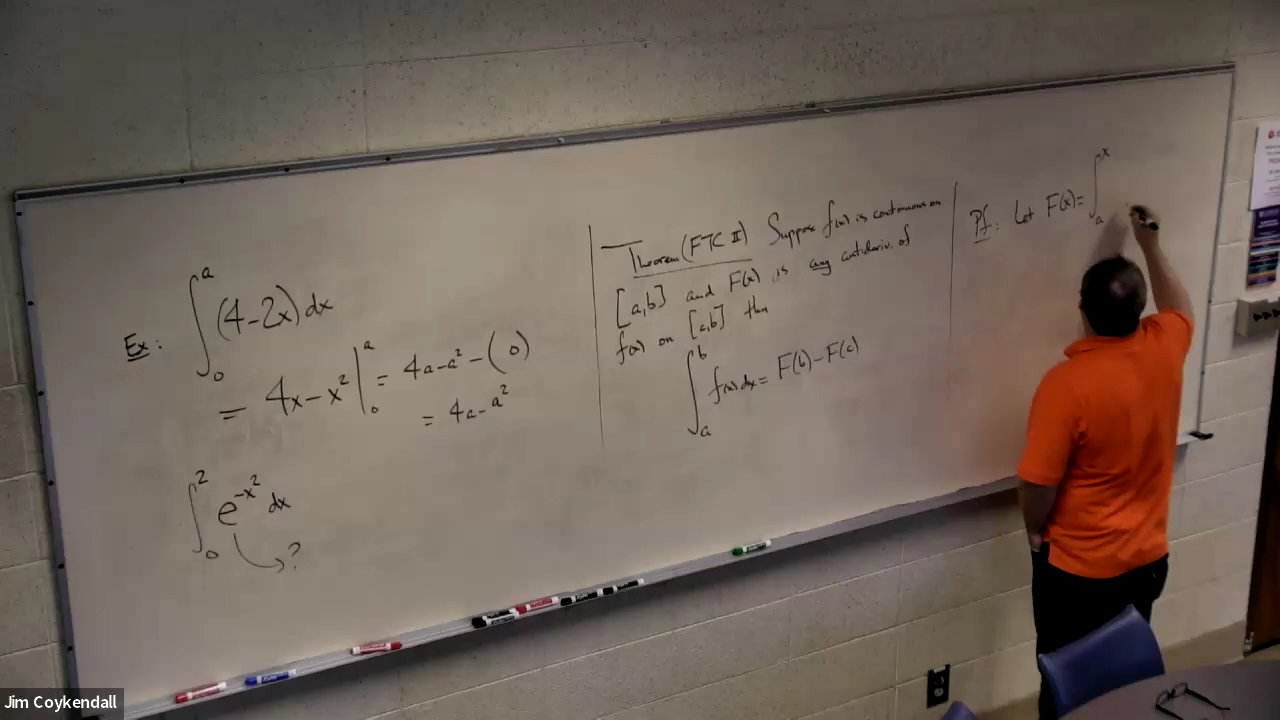 Ex: ∫₀ᵃ (4-2x) dx
= 4x-x² |₀ᵃ = 4a-a² - (0)
= 4a-a²
∫₀² e^(-x²) dx
→ ?
Theorem (FTC II) Suppose f(x) is continuous on
[a,b] and F(x) is any antideriv. of
f(x) on [a,b] then
∫ₐᵇ f(x) dx = F(b) - F(a)
Pf: Let F(x) = ∫ₐˣ
Jim Coykendall